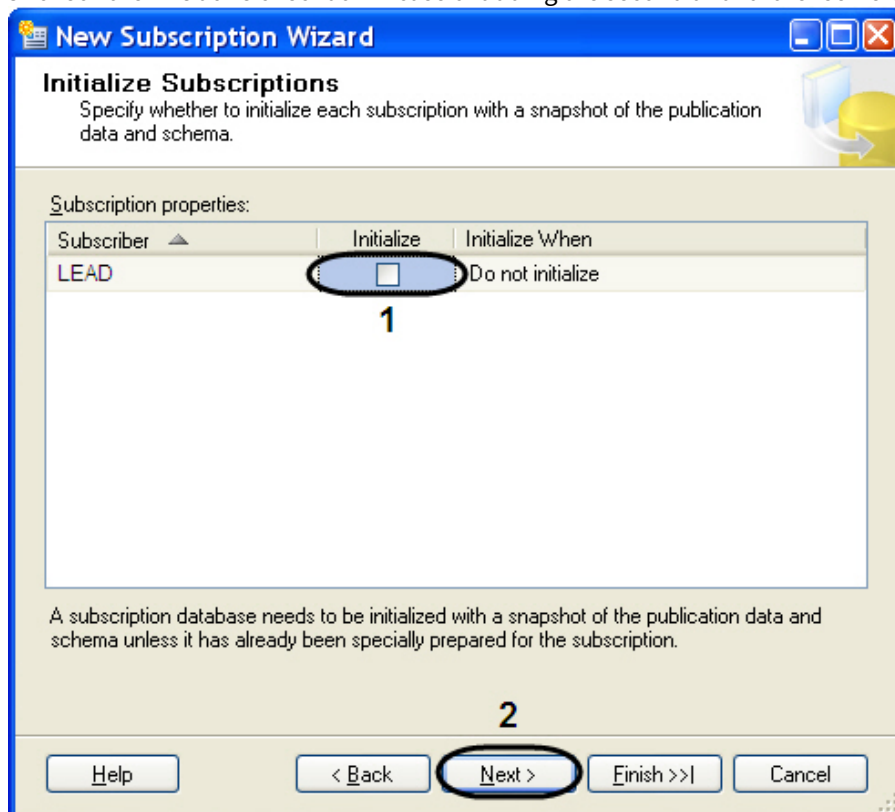 New Subscription Wizard
Initialize Subscriptions
Specify whether to initialize each subscription with a snapshot of the publication
data and schema.
Subscription properties:
Subscriber Initialize Initialize When
LEAD Do not initialize
1
A subscription database needs to be initialized with a snapshot of the publication data and
schema unless it has already been specially prepared for the subscription.
2
Help < Back Next > Finish >>| Cancel